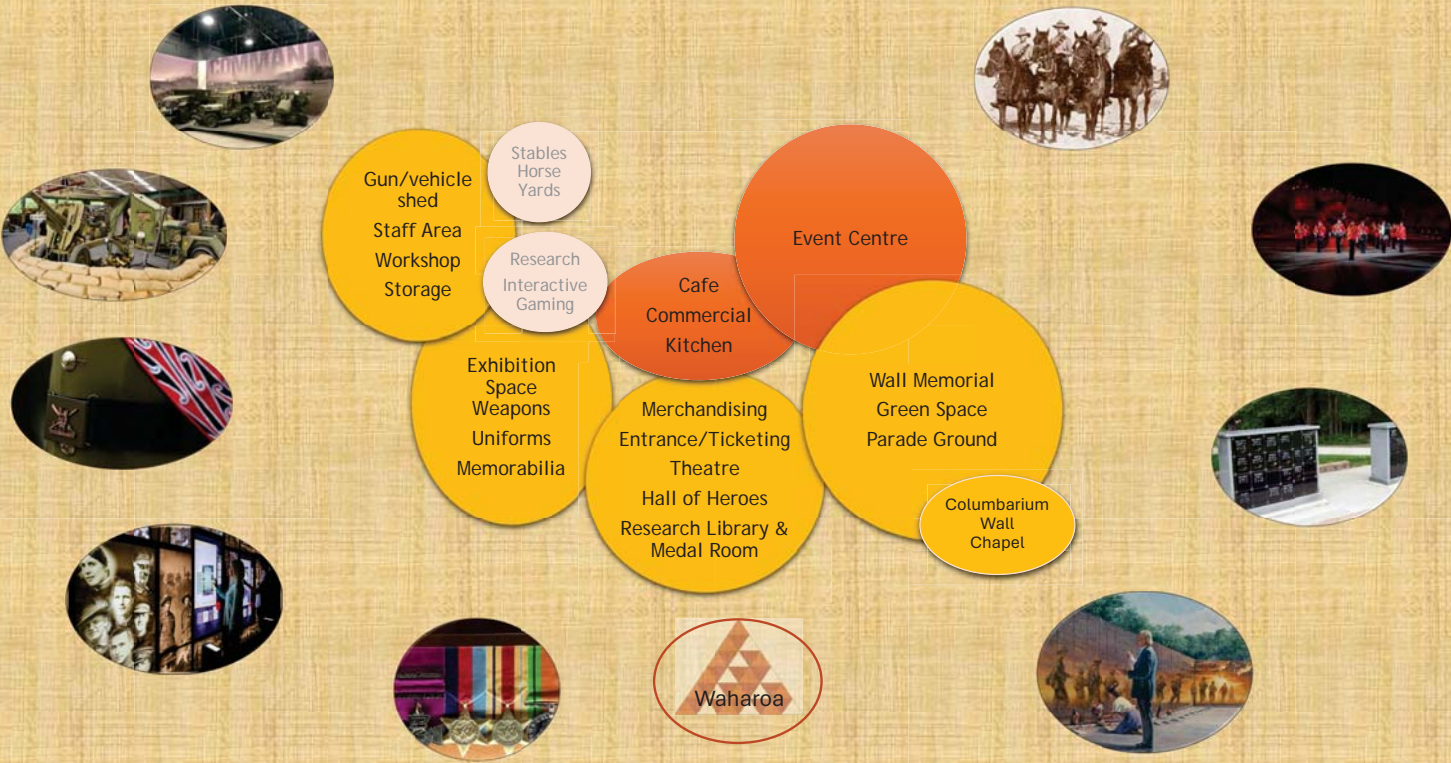 COMMAN
Gun/vehicle
shed
Staff Area
Workshop
Storage
Stables
Horse
Yards
Research
Interactive
Gaming
Exhibition
Space
Weapons
Uniforms
Memorabilia
Cafe
Commercial
Kitchen
Event Centre
Merchandising
Entrance/Ticketing
Theatre
Hall of Heroes
Research Library &
Medal Room
Wall Memorial
Green Space
Parade Ground
Columbarium
Wall
Chapel
Waharoa